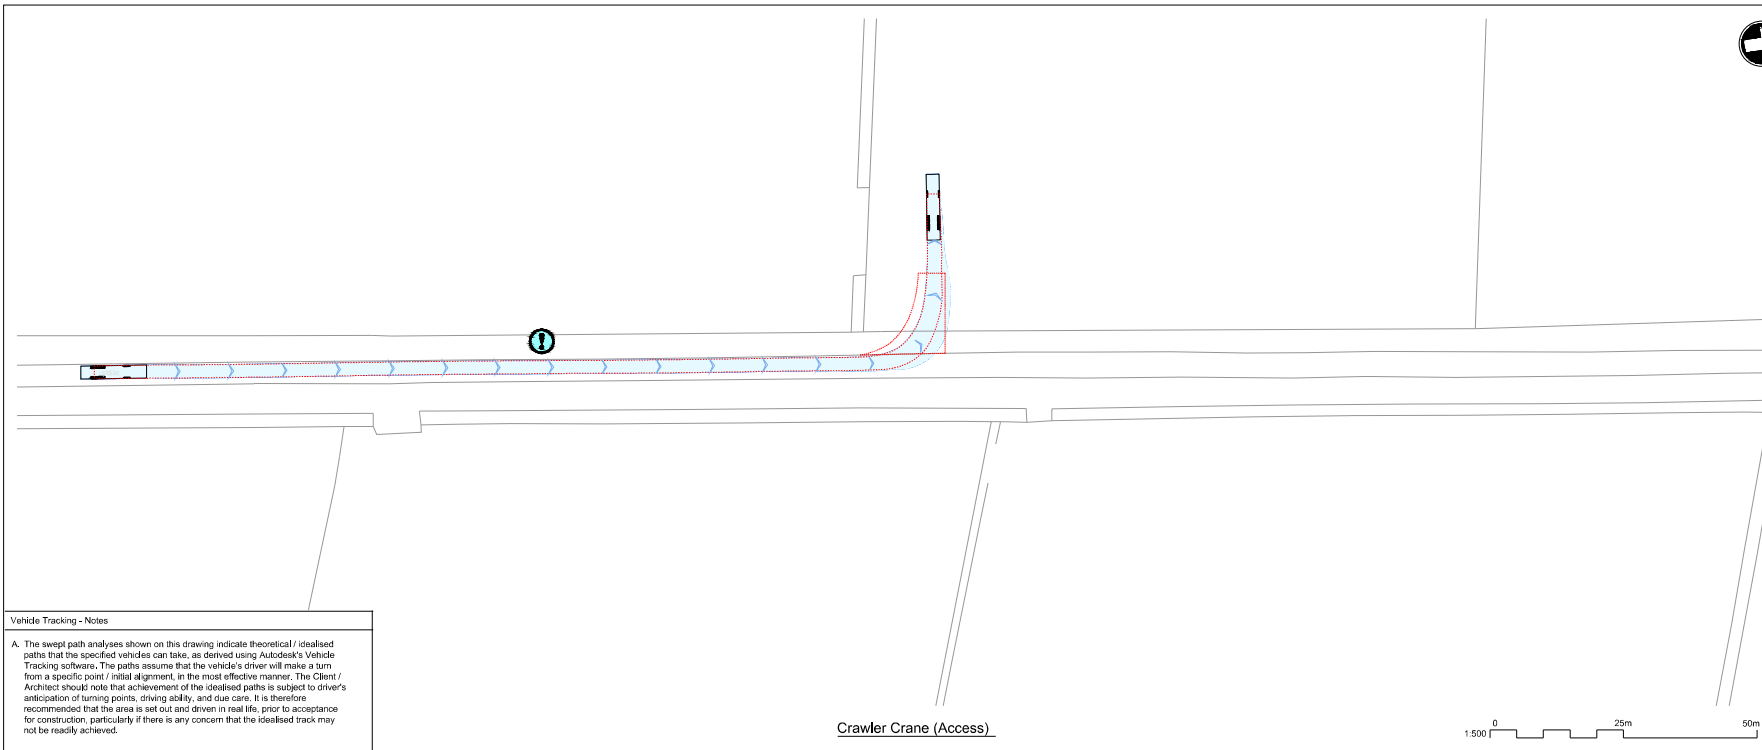 Vehicle Tracking - Notes
A. The swept path analyses shown on this drawing indicate theoretical / idealised
paths that the specified vehicles can take, as derived using Autodesk's Vehicle
Tracking software. The paths assume that the vehicle's driver will make a turn
from a specific point / initial alignment, in the most effective manner. The Client /
Architect should note that achievement of the idealised paths is subject to driver's
anticipation of turning points, driving ability, and due care. It is therefore
recommended that the area is set out and driven in real life, prior to acceptance
for construction, particularly if there is any concern that the idealised track may
not be readily achieved.
Crawler Crane (Access)
0 25m 50m
1:500